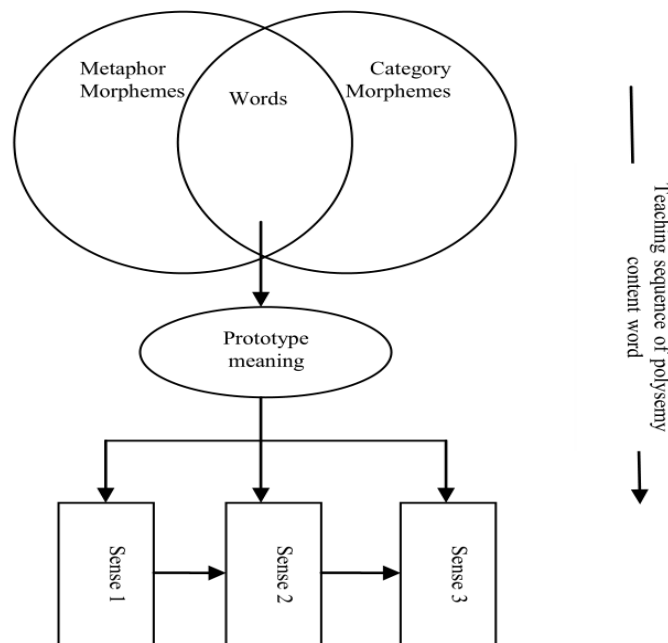 Metaphor
Morphemes
Words
Category
Morphemes
Prototype
meaning
Sense 1
Sense 2
Sense 3
Teaching sequence of polysemy
content word